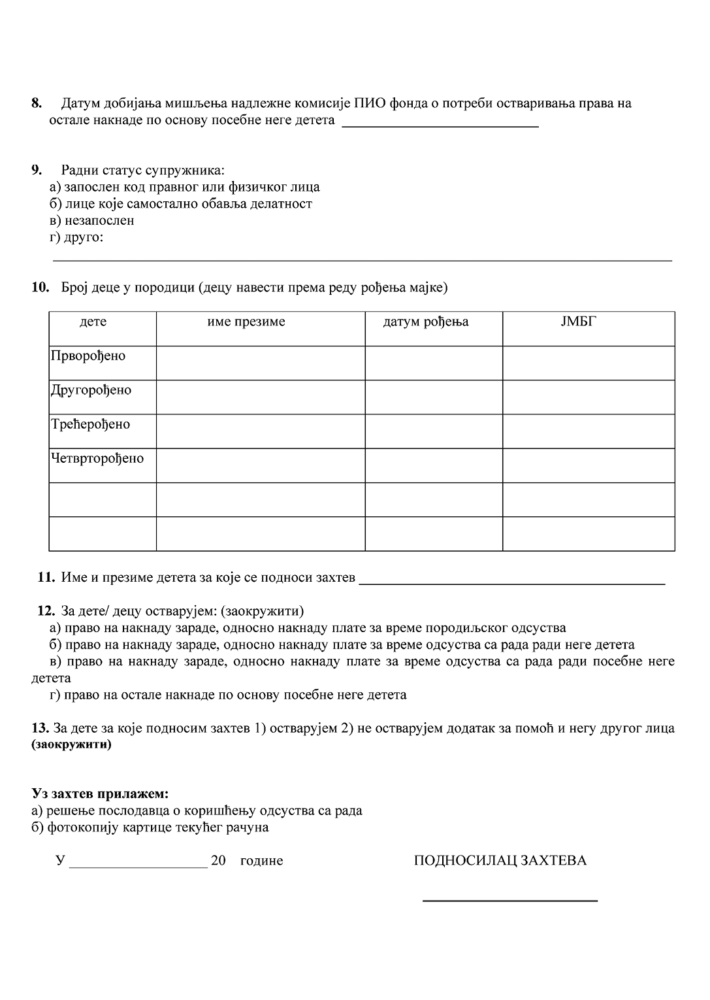 8. Датум добијања мишљења надлежне комисије ПИО фонда о потреби остваривања права на
остале накнаде по основу посебне неге детета
9. Радни статус супружника:
а) запослен код правног или физичког лица
б) лице које самостално обавља делатност
в) незапослен
г) друго:
10. Број деце у породици (децу навести према реду рођења мајке)
дете име презиме датум рођења ЈМБГ
Прворођено
Другорођено
Трећерођено
Четврторођено
11. Име и презиме детета за које се подноси захтев
12. За дете/ децу остварујем: (заокружити)
а) право на накнаду зараде, односно накнаду плате за време породиљског одсуства
б) право на накнаду зараде, односно накнаду плате за време одсуства са рада ради неге детета
в) право на накнаду зараде, односно накнаду плате за време одсуства са рада ради посебне неге
детета
г) право на остале накнаде по основу посебне неге детета
13. За дете за које подносим захтев 1) остварујем 2) не остварујем додатак за помоћ и негу другог лица
(заокружити)
Уз захтев прилажем:
а) решење послодавца о коришћењу одсуства са рада
б) фотокопију картице текућег рачуна
У 20 године ПОДНОСИЛАЦ ЗАХТЕВА